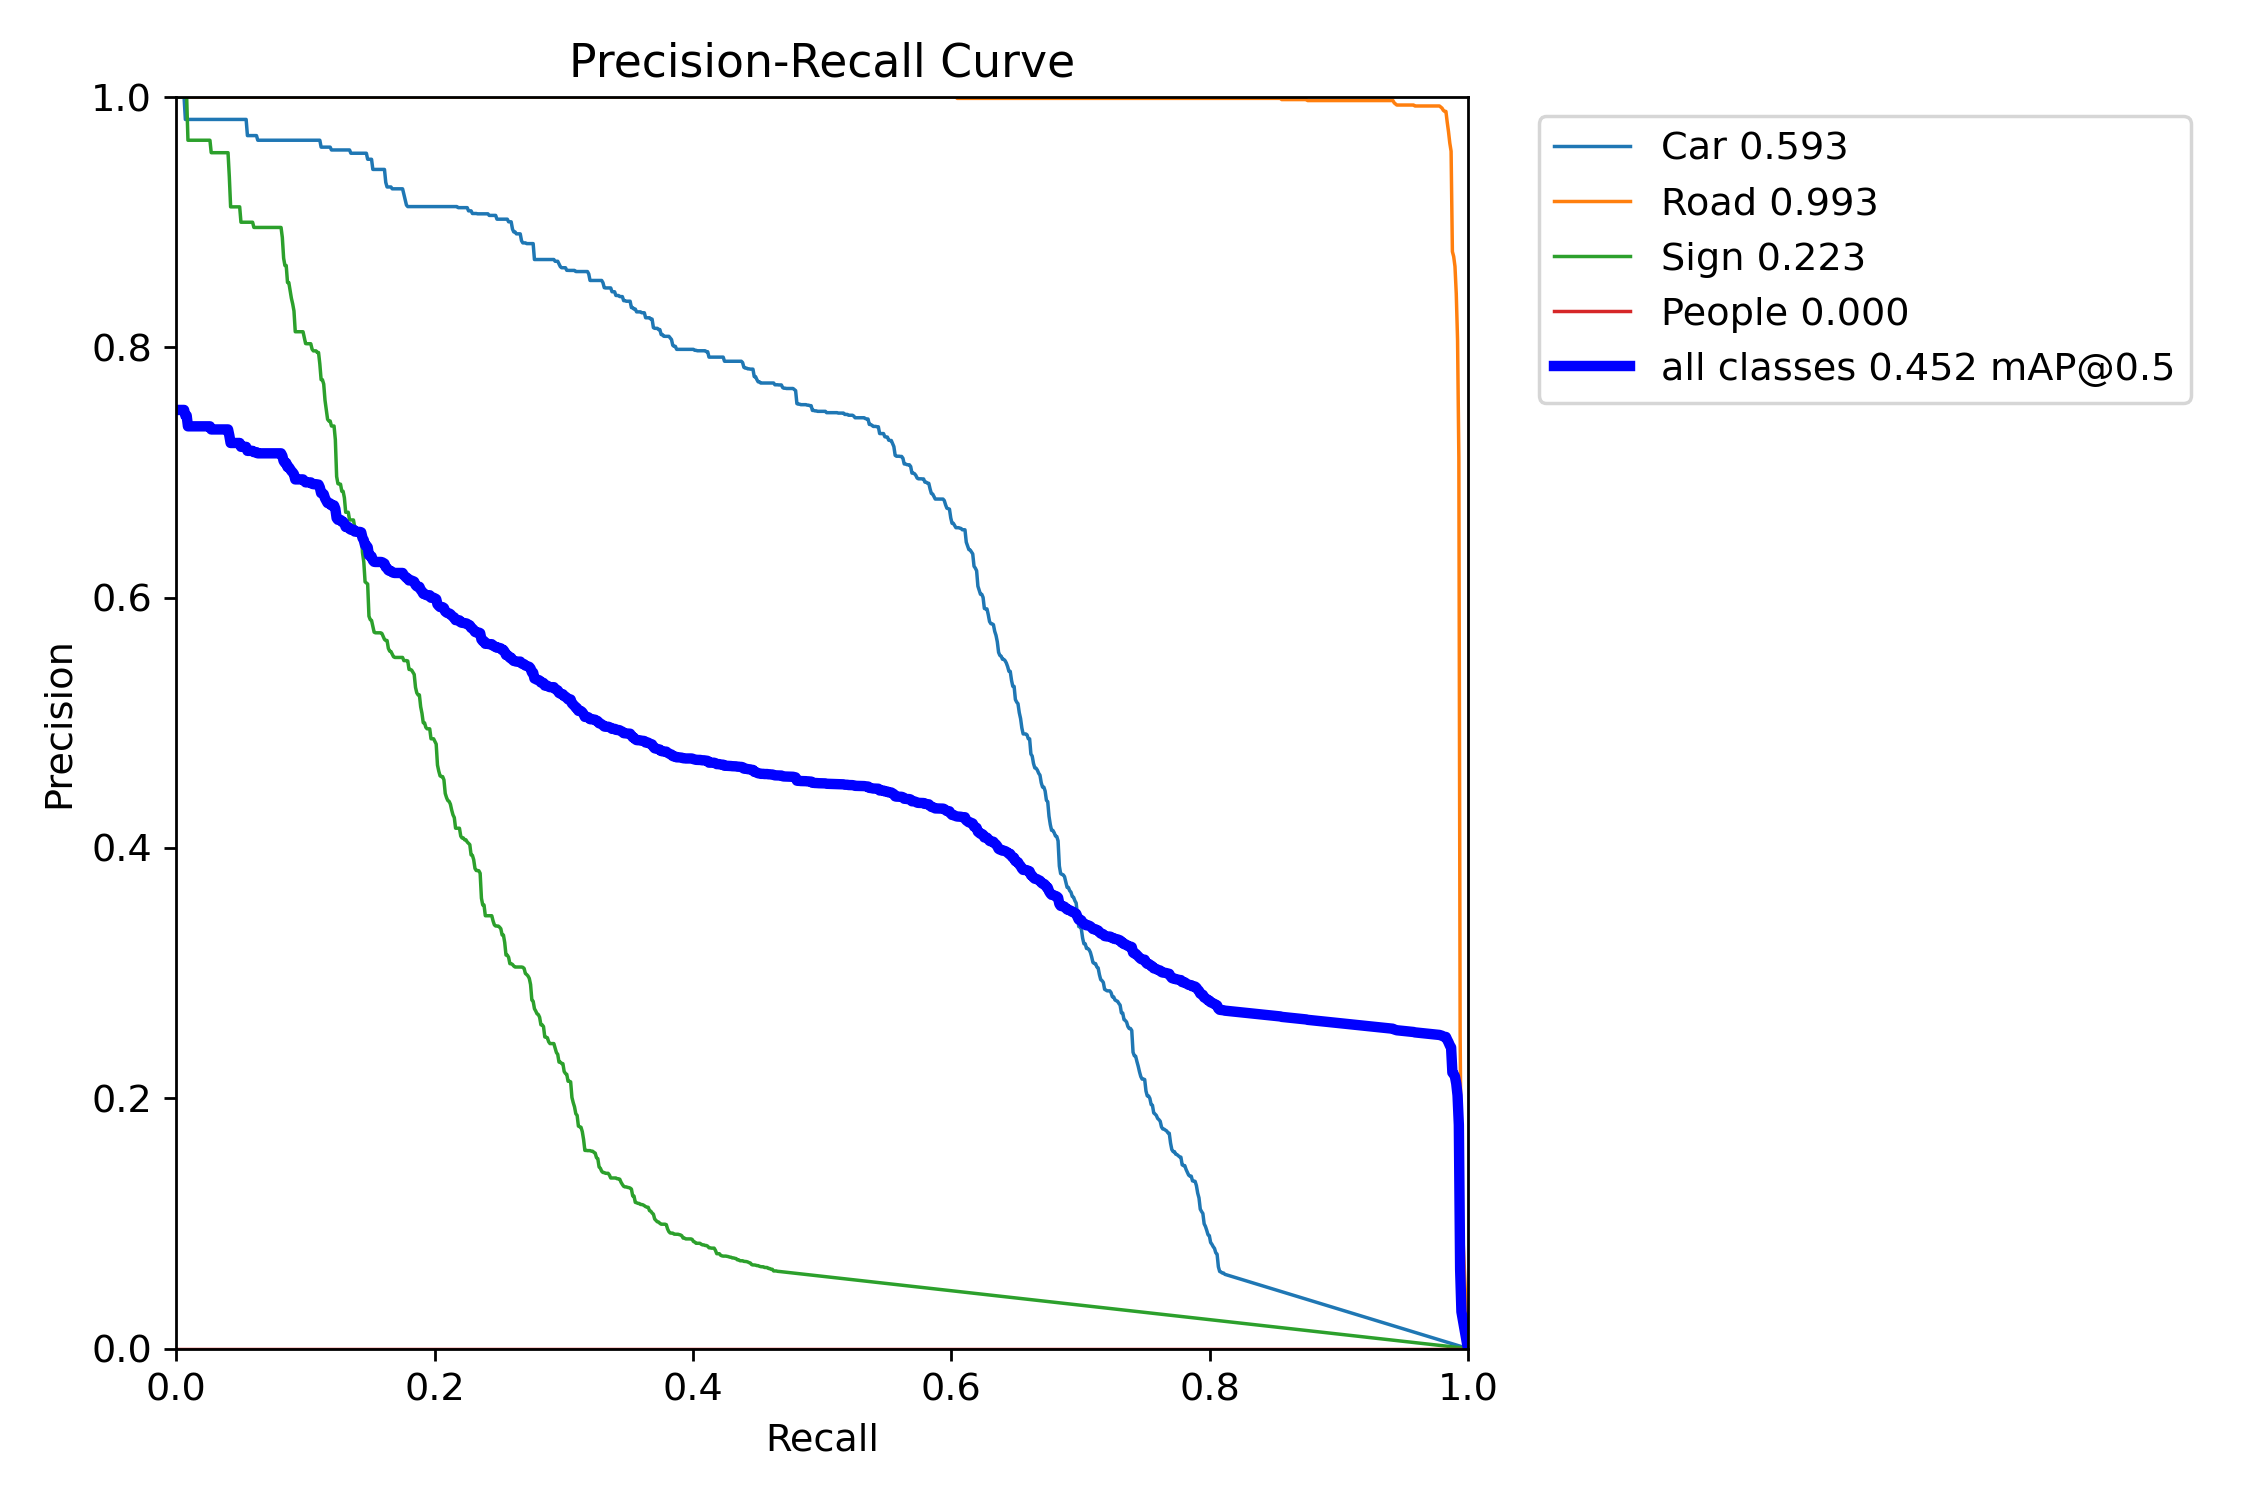 Precision-Recall Curve
1.0
0.8
0.6
0.4
0.2
0.0
Precision
0.0 0.2 0.4 0.6 0.8 1.0
Recall
Car 0.593
Road 0.993
Sign 0.223
People 0.000
all classes 0.452 mAP@0.5